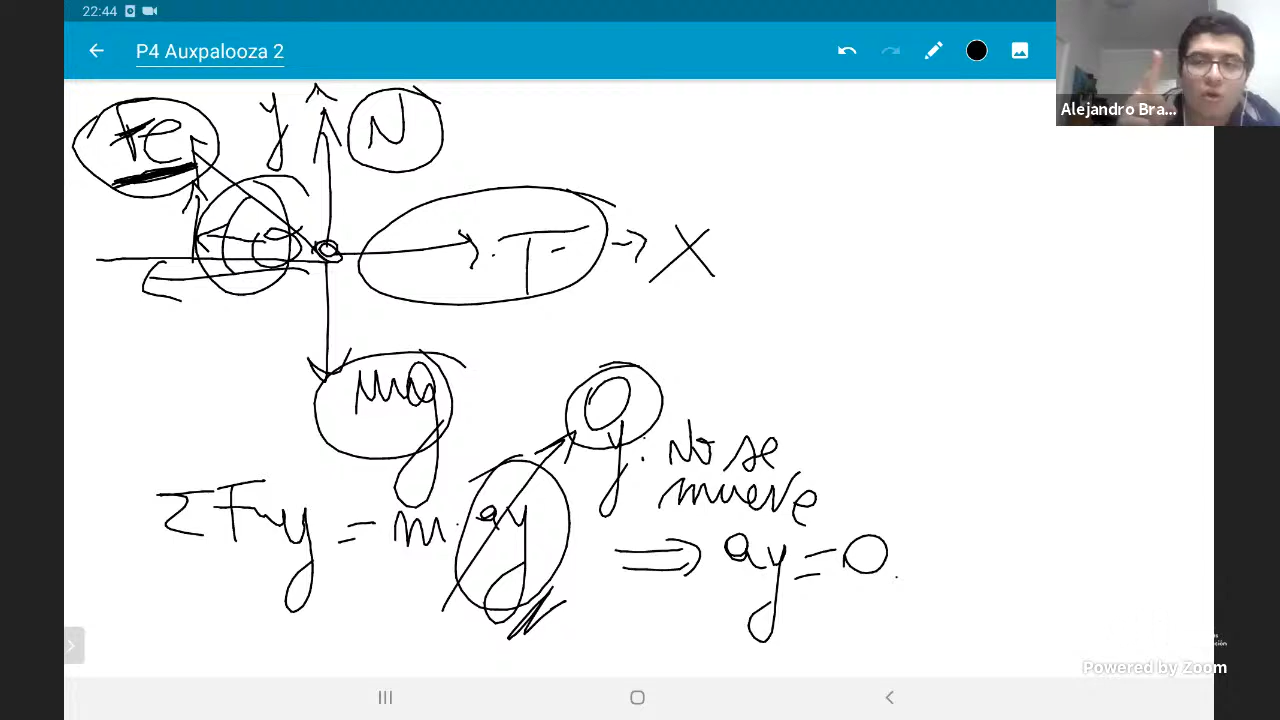 22:44
P4 Auxpalooza 2
Alejandro Bra...
Fe y N
α T X
mg
0 y: No se
mueve
ΣFy = m · ay ⟹ ay = 0.
Powered by Zoom